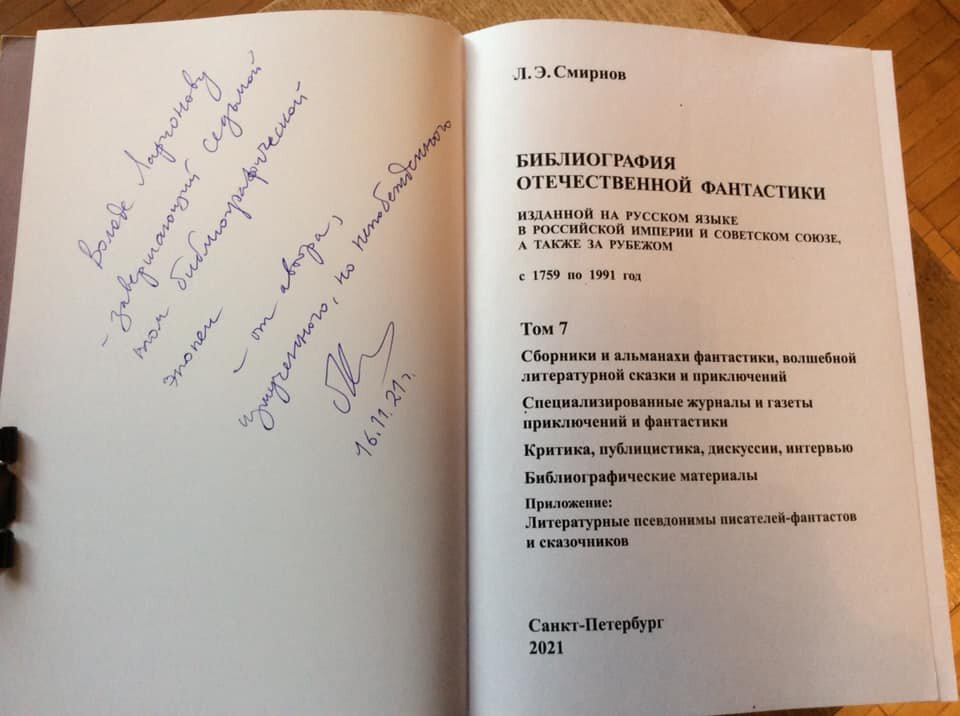 Володе Ларионову
- завершающий седьмой
том библиографической
эпопеи
- от автора,
измученного, но непобежденного
16.11.21 г.
Л. Э. Смирнов
БИБЛИОГРАФИЯ
ОТЕЧЕСТВЕННОЙ ФАНТАСТИКИ
ИЗДАННОЙ НА РУССКОМ ЯЗЫКЕ
В РОССИЙСКОЙ ИМПЕРИИ И СОВЕТСКОМ СОЮЗЕ,
А ТАКЖЕ ЗА РУБЕЖОМ
с 1759 по 1991 год
Том 7
Сборники и альманахи фантастики, волшебной
литературной сказки и приключений
Специализированные журналы и газеты
приключений и фантастики
Критика, публицистика, дискуссии, интервью
Библиографические материалы
Приложение:
Литературные псевдонимы писателей-фантастов
и сказочников
Санкт-Петербург
2021